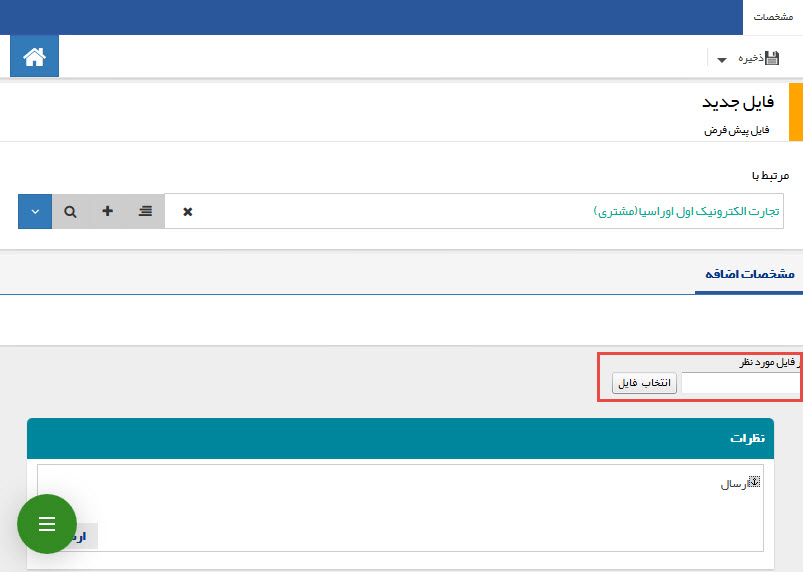 مشخصات
ذخیره
فایل جدید
فایل پیش فرض
مرتبط با
تجارت الکترونیک اول اوراسیا(مشتری)
مشخصات اضافه
ر فایل مورد نظر
انتخاب فایل
نظرات
ارسال